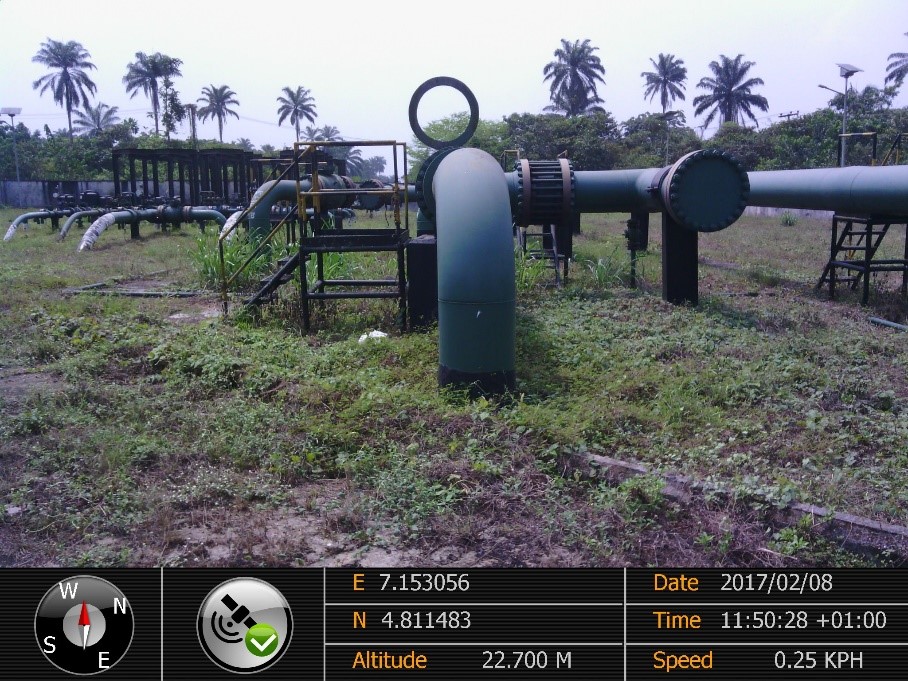 W
N
S
E
E 7.153056
N 4.811483
Altitude 22.700 M
Date 2017/02/08
Time 11:50:28 +01:00
Speed 0.25 KPH